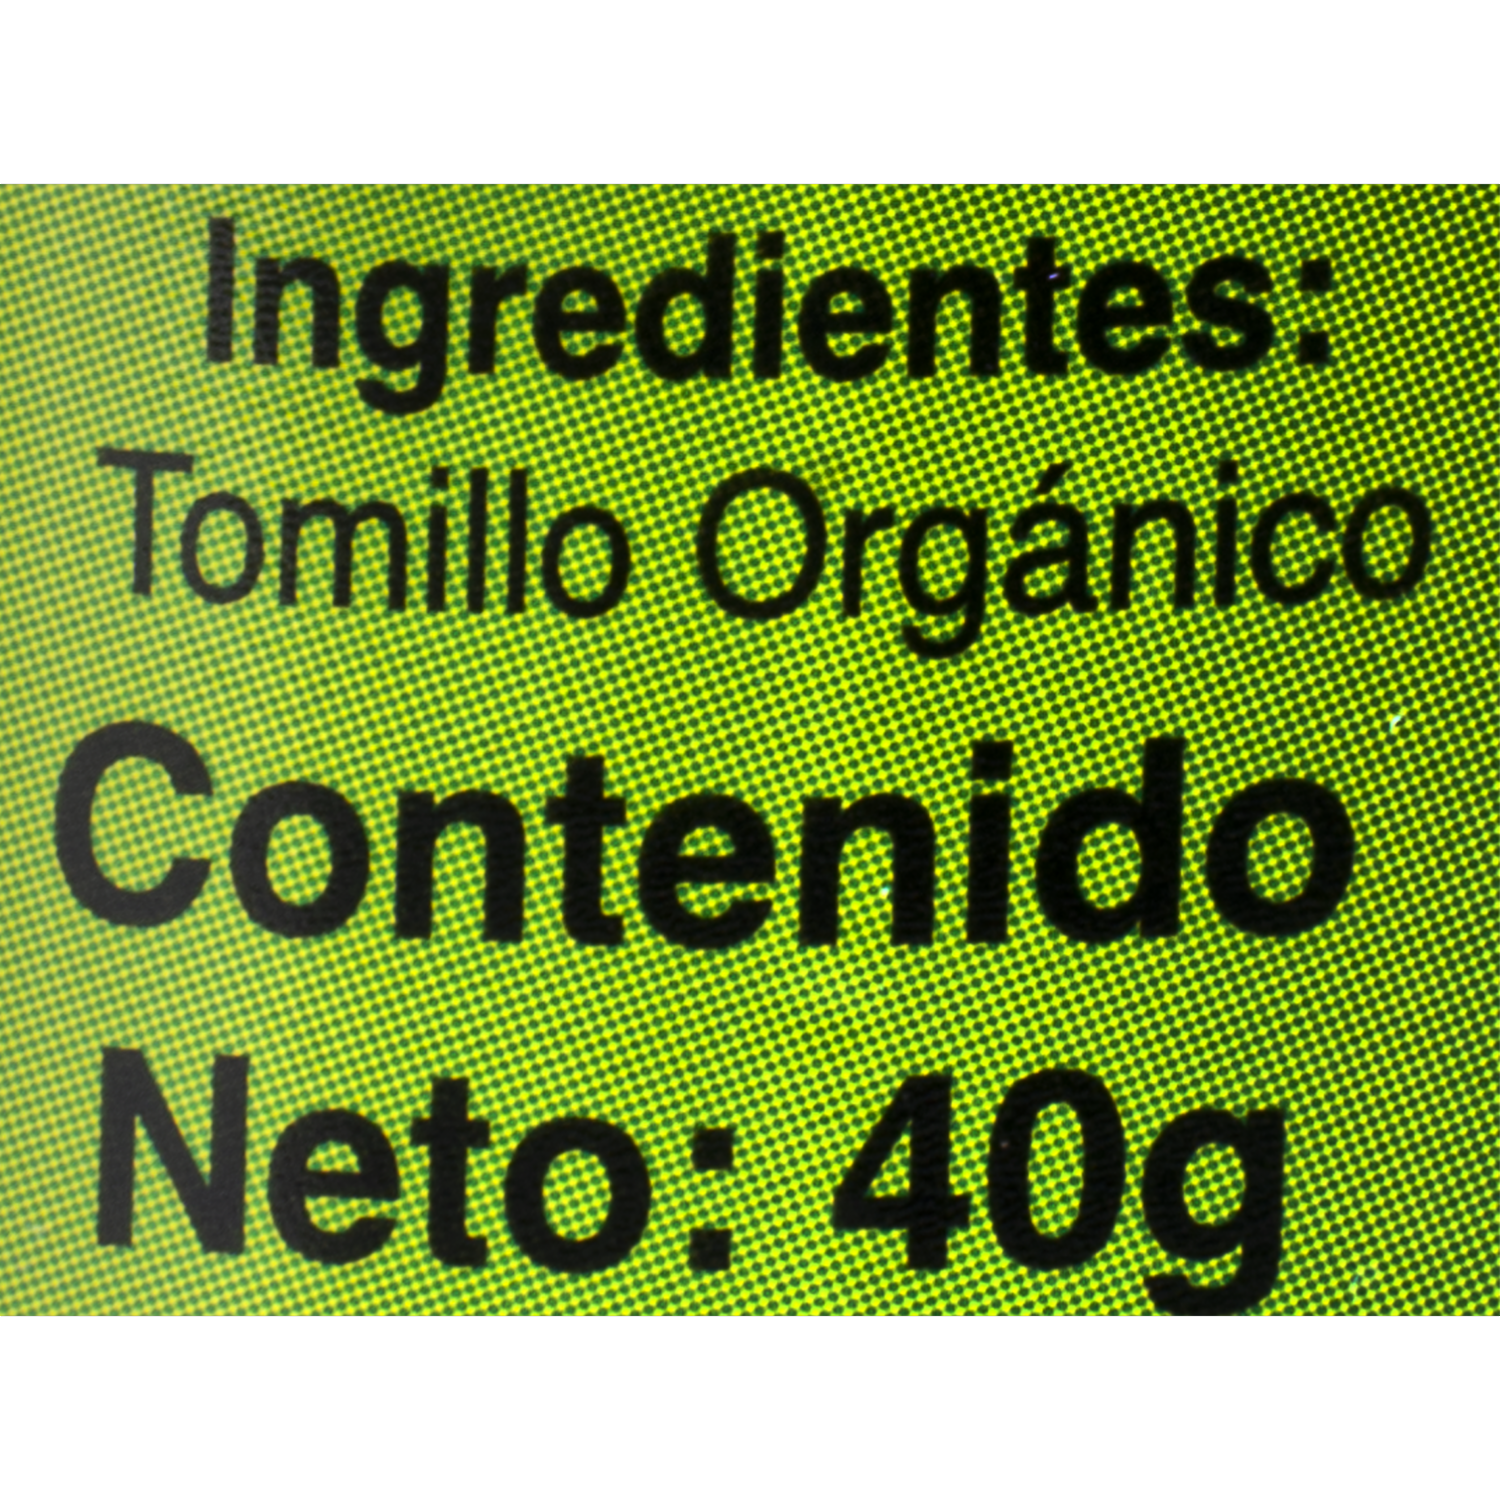 Ingredientes:
Tomillo Orgánico
Contenido
Neto: 40g